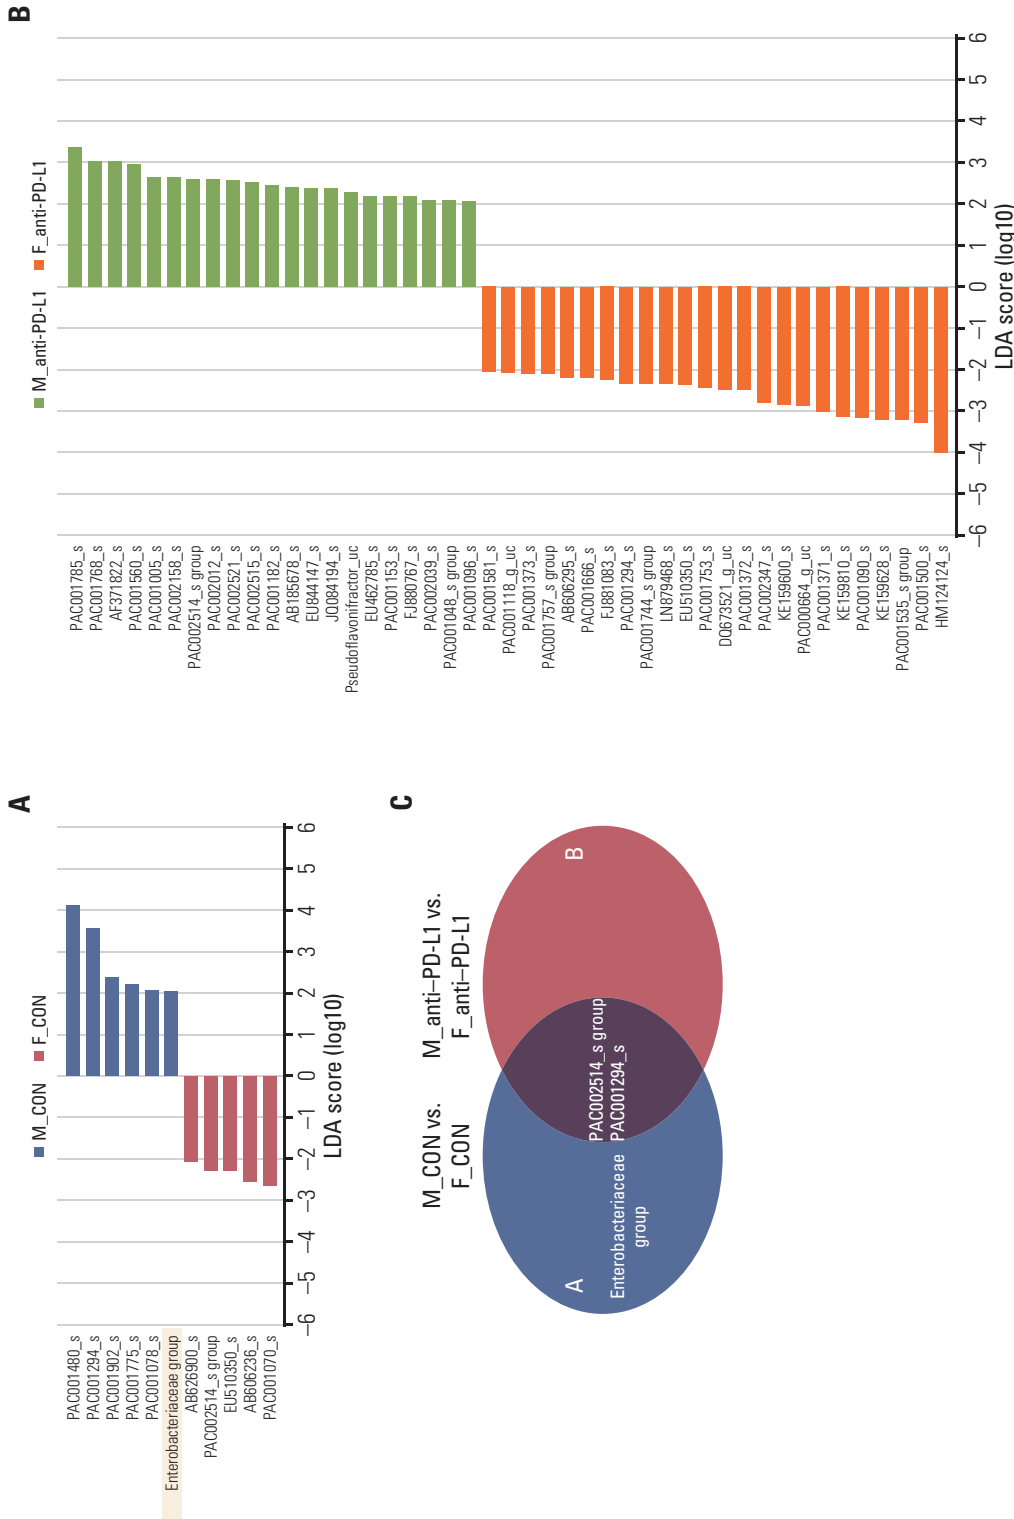 A
M_CON
F_CON
PAC001480_s
PAC001294_s
PAC001902_s
PAC001775_s
PAC001078_s
Enterobacteriaceae group
AB626900_s
PAC002514_s group
EU510350_s
AB606236_s
PAC001070_s
–6 –5 –4 –3 –2 –1 0 1 2 3 4 5 6
LDA score (log10)
B
M_anti-PD-L1
F_anti-PD-L1
PAC001785_s
PAC001768_s
AF371822_s
PAC001560_s
PAC001005_s
PAC002158_s
PAC002514_s group
PAC002012_s
PAC002521_s
PAC002515_s
PAC001182_s
AB185678_s
EU844147_s
JQ084194_s
Pseudoflavonifractor_uc
EU462785_s
PAC001153_s
FJ880767_s
PAC002039_s
PAC001048_s group
PAC001096_s
PAC001581_s
PAC001118_g_uc
PAC001373_s
PAC001757_s group
AB606295_s
PAC001666_s
FJ881083_s
PAC001294_s
PAC001744_s group
LN879468_s
EU510350_s
PAC001753_s
DQ673521_g_uc
PAC001372_s
PAC002347_s
KE159600_s
PAC000664_g_uc
PAC001371_s
KE159810_s
PAC001090_s
KE159628_s
PAC001535_s group
PAC001500_s
HM124124_s
–6 –5 –4 –3 –2 –1 0 1 2 3 4 5 6
LDA score (log10)
C
M_CON vs.
F_CON
M_anti–PD-L1 vs.
F_anti–PD-L1
A
B
Enterobacteriaceae
group
PAC002514_s group
PAC001294_s